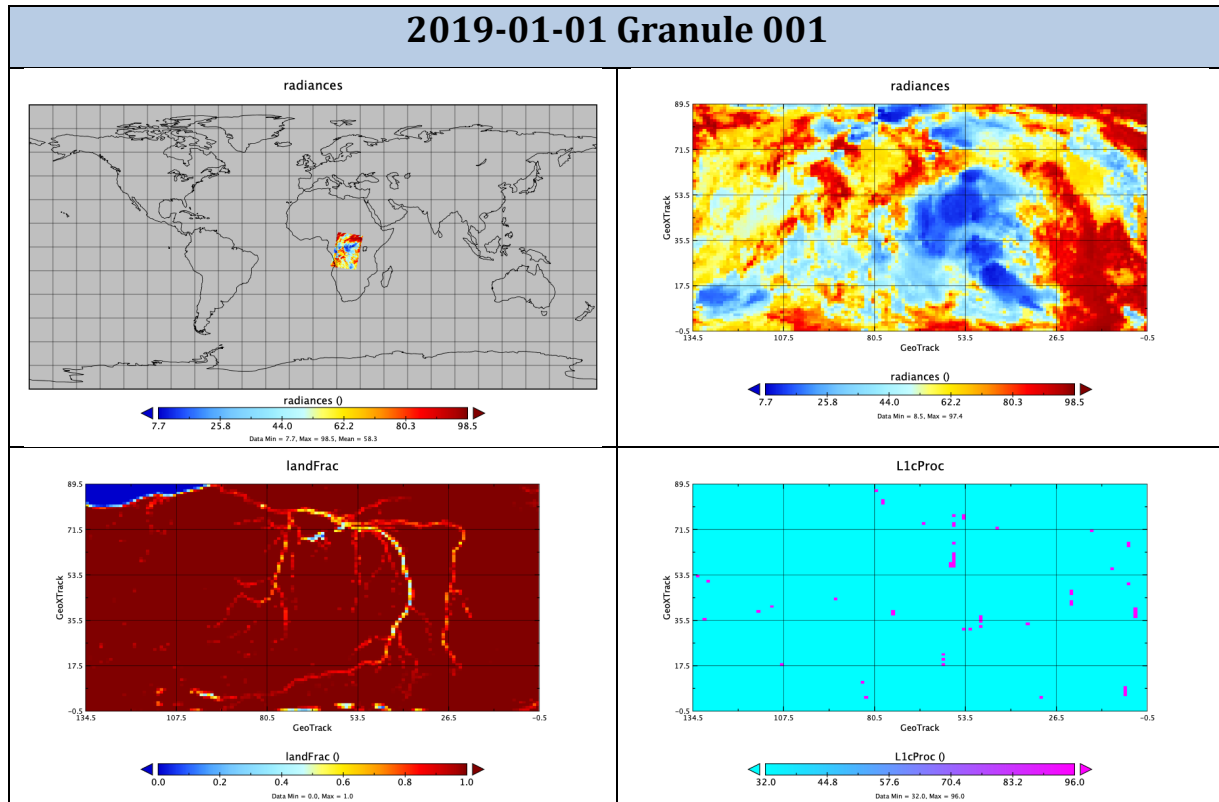 2019-01-01 Granule 001
radiances
radiances ()
7.7 25.8 44.0 62.2 80.3 98.5
Data Min = 7.7, Max = 98.5, Mean = 58.3
radiances
89.5
71.5
53.5
35.5
17.5
-0.5
GeoXTrack
134.5 107.5 80.5 53.5 26.5 -0.5
GeoTrack
radiances ()
7.7 25.8 44.0 62.2 80.3 98.5
Data Min = 8.5, Max = 97.4
landFrac
89.5
71.5
53.5
35.5
17.5
-0.5
GeoXTrack
134.5 107.5 80.5 53.5 26.5 -0.5
GeoTrack
landFrac ()
0.0 0.2 0.4 0.6 0.8 1.0
Data Min = 0.0, Max = 1.0
L1cProc
89.5
71.5
53.5
35.5
17.5
-0.5
GeoXTrack
134.5 107.5 80.5 53.5 26.5 -0.5
GeoTrack
L1cProc ()
32.0 44.8 57.6 70.4 83.2 96.0
Data Min = 32.0, Max = 96.0